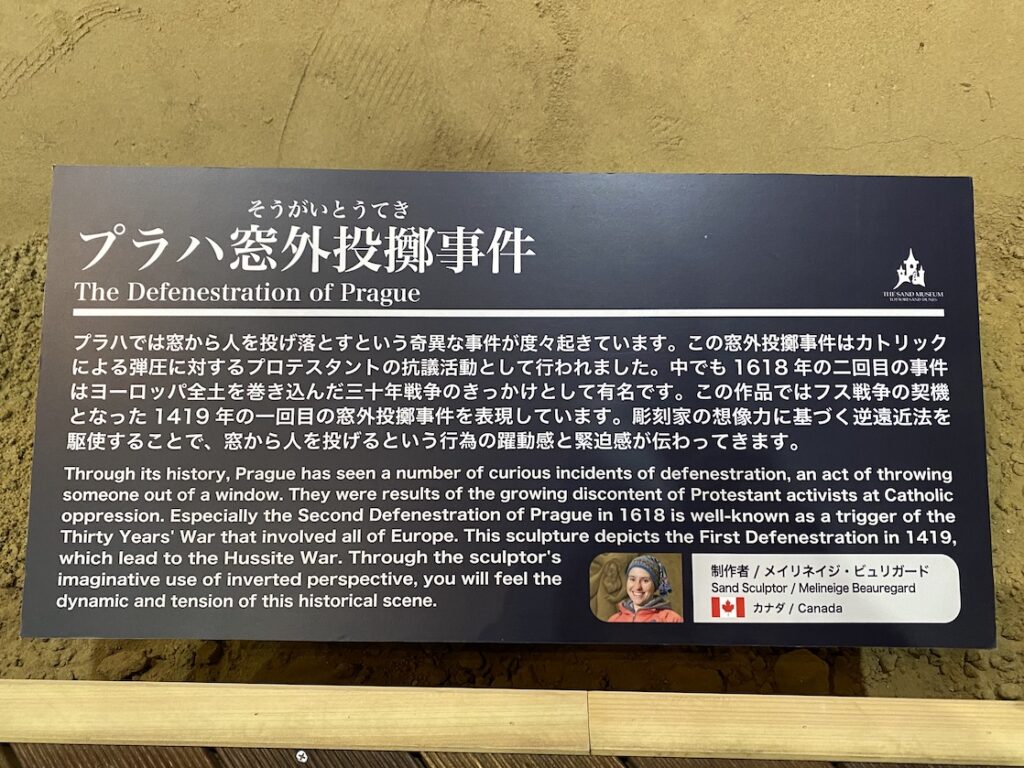 そうがいとうてき
プラハ窓外投擲事件
The Defenestration of Prague
THE SAND MUSEUM
TOTTORI SAND DUNES
プラハでは窓から人を投げ落とすという奇異な事件が度々起きています。この窓外投擲事件はカトリック
による弾圧に対するプロテスタントの抗議活動として行われました。中でも 1618 年の二回目の事件
はヨーロッパ全土を巻き込んだ三十年戦争のきっかけとして有名です。この作品ではフス戦争の契機
となった 1419 年の一回目の窓外投擲事件を表現しています。彫刻家の想像力に基づく逆遠近法を
駆使することで、窓から人を投げるという行為の躍動感と緊迫感が伝わってきます。
Through its history, Prague has seen a number of curious incidents of defenestration, an act of throwing
someone out of a window. They were results of the growing discontent of Protestant activists at Catholic
oppression. Especially the Second Defenestration of Prague in 1618 is well-known as a trigger of the
Thirty Years' War that involved all of Europe. This sculpture depicts the First Defenestration in 1419,
which lead to the Hussite War. Through the sculptor's
imaginative use of inverted perspective, you will feel the
dynamic and tension of this historical scene.
制作者 / メイリネイジ・ビュリガード
Sand Sculptor / Melineige Beauregard
カナダ / Canada